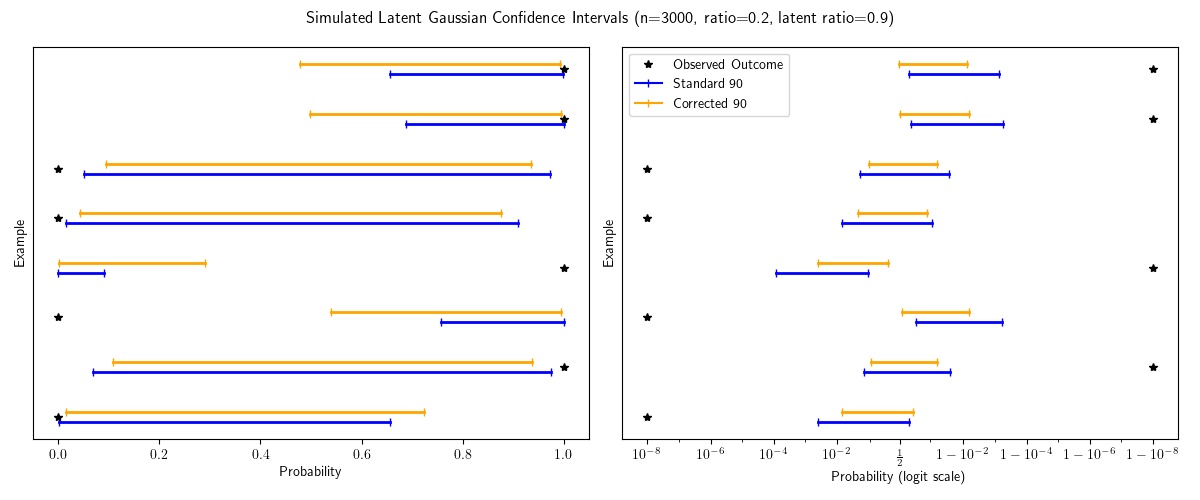 Simulated Latent Gaussian Confidence Intervals (n=3000, ratio=0.2, latent ratio=0.9)
Example
0.0 0.2 0.4 0.6 0.8 1.0
Probability
Observed Outcome
Standard 90
Corrected 90
Example
10⁻⁸ 10⁻⁶ 10⁻⁴ 10⁻² 1/2 1 − 10⁻² 1 − 10⁻⁴ 1 − 10⁻⁶ 1 − 10⁻⁸
Probability (logit scale)